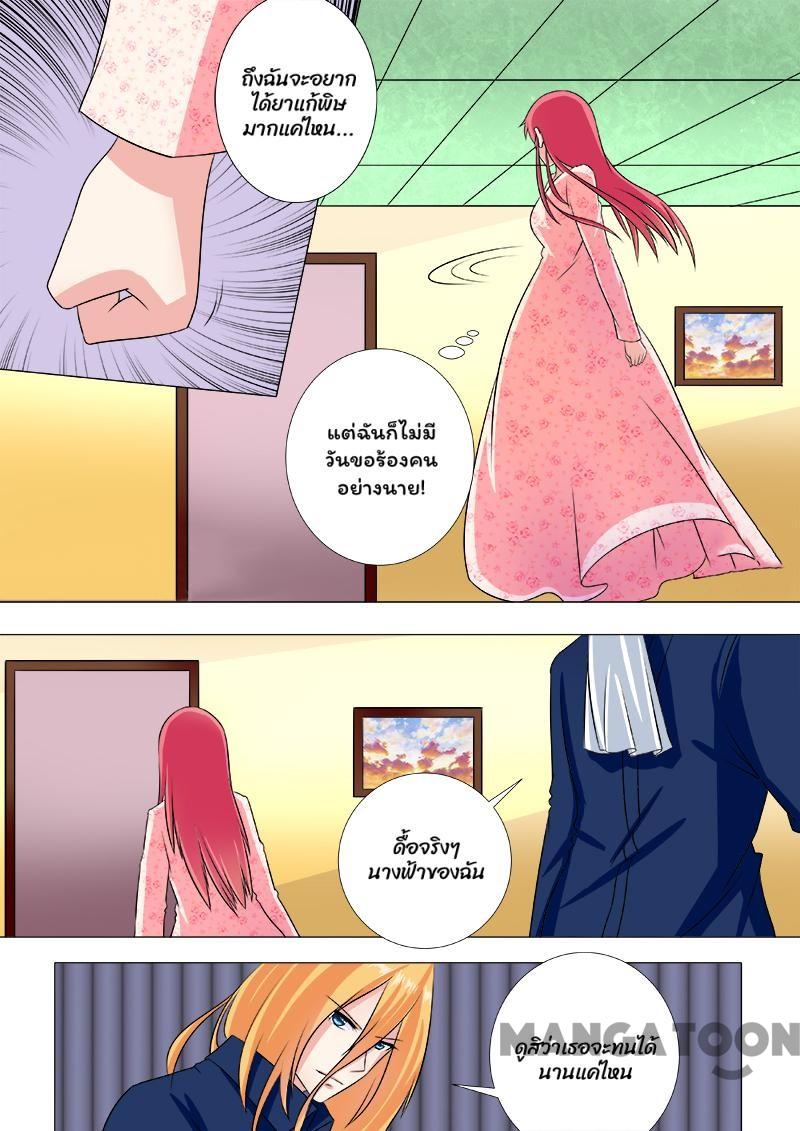 ถึงฉันจะอยาก
ได้ยาแก้พิษ
มากแค่ไหน...
แต่ฉันก็ไม่มี
วันขอร้องคน
อย่างนาย!
ดื้อจริงๆ
นางฟ้าของฉัน
ดูสิว่าเธอจะทนได้
นานแค่ไหน
MANGATOON